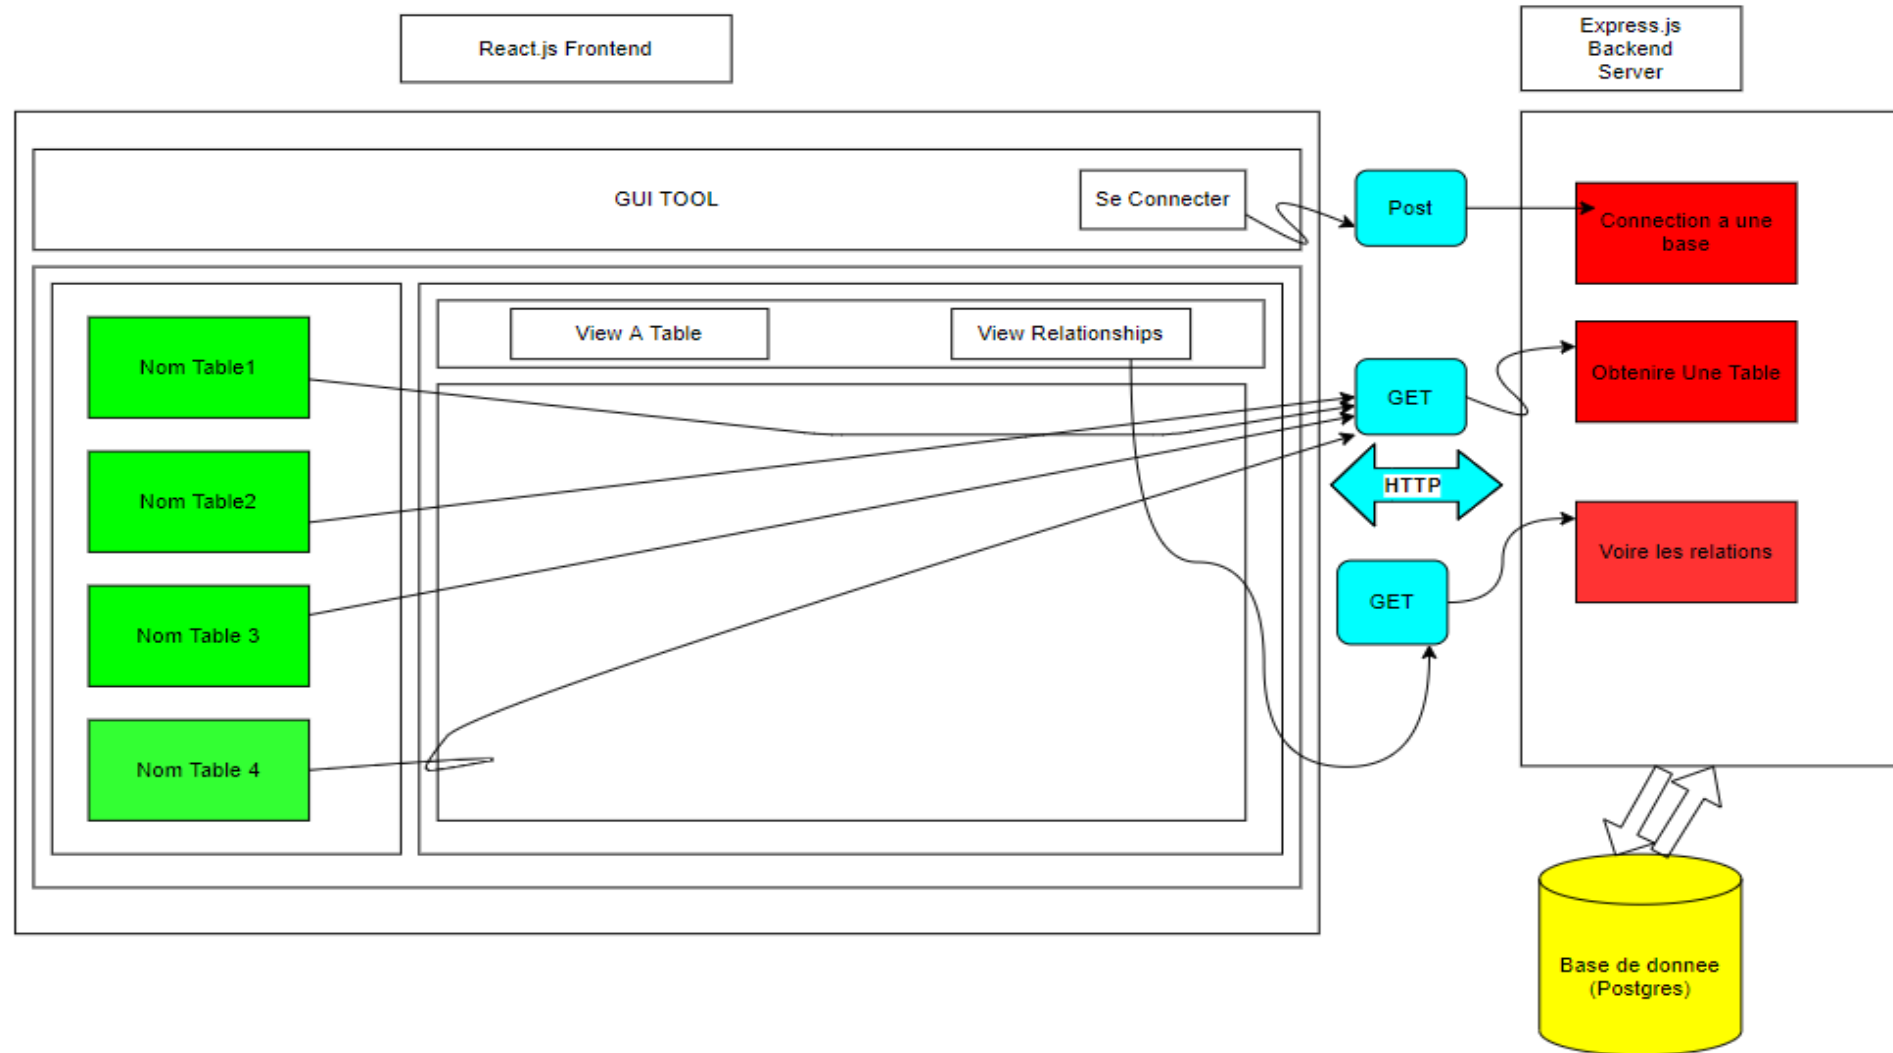 React.js Frontend
Express.js
Backend
Server
GUI TOOL
Se Connecter
Post
Connection a une
base
View A Table
View Relationships
Nom Table1
GET
Obtenire Une Table
Nom Table2
HTTP
Voire les relations
GET
Nom Table 3
Nom Table 4
Base de donnee
(Postgres)